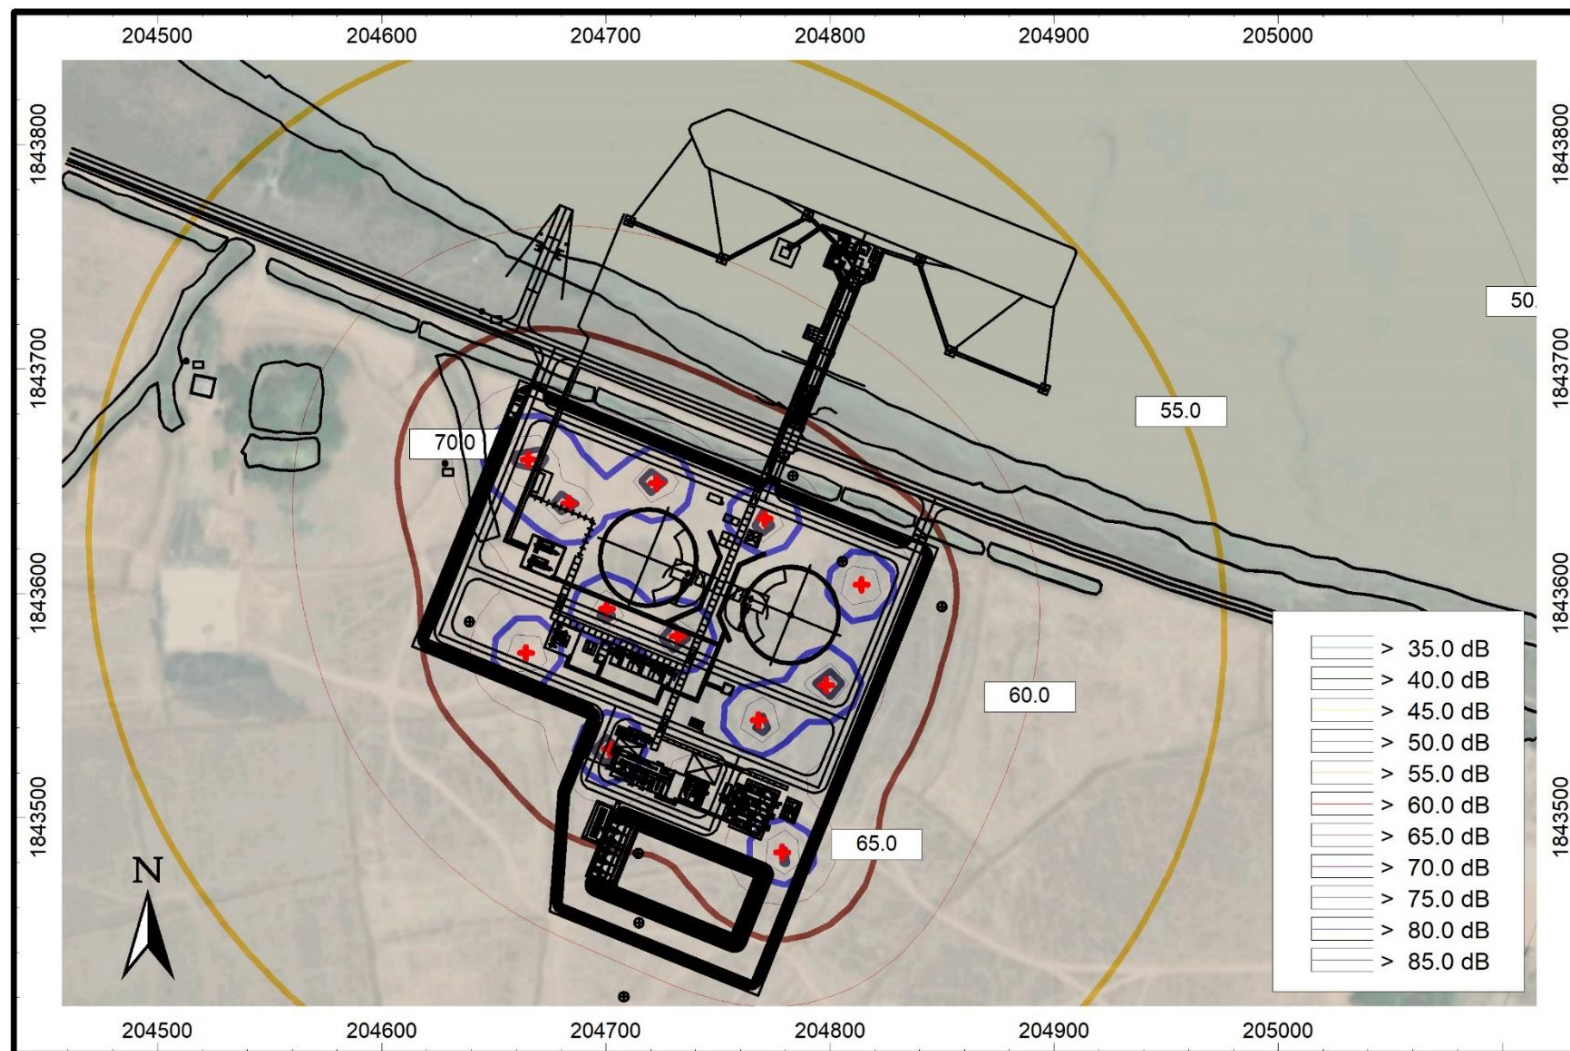 204500 204600 204700 204800 204900 205000
1843800 1843800
50.
1843700 1843700
55.0
70.0
1843600 1843600
60.0
> 35.0 dB
> 40.0 dB
> 45.0 dB
> 50.0 dB
> 55.0 dB
> 60.0 dB
> 65.0 dB
> 70.0 dB
> 75.0 dB
> 80.0 dB
> 85.0 dB
1843500 1843500
65.0
N
204500 204600 204700 204800 204900 205000